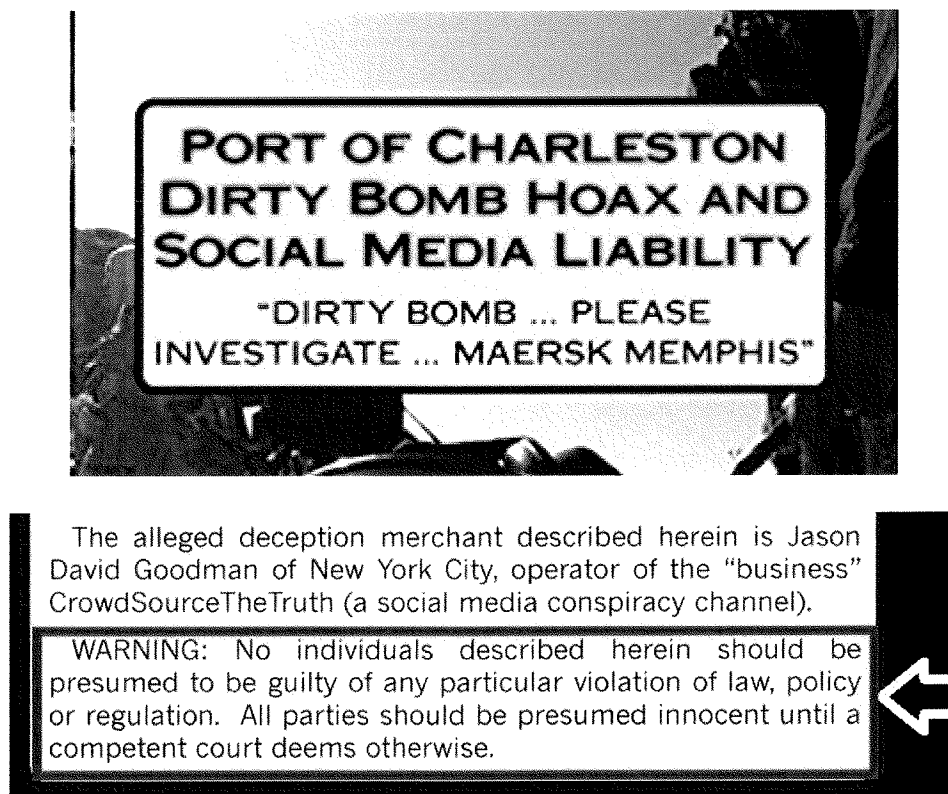 PORT OF CHARLESTON
DIRTY BOMB HOAX AND
SOCIAL MEDIA LIABILITY
"DIRTY BOMB ... PLEASE
INVESTIGATE ... MAERSK MEMPHIS"
The alleged deception merchant described herein is Jason
David Goodman of New York City, operator of the “business”
CrowdSourceTheTruth (a social media conspiracy channel).
WARNING: No individuals described herein should be
presumed to be guilty of any particular violation of law, policy
or regulation. All parties should be presumed innocent until a
competent court deems otherwise.